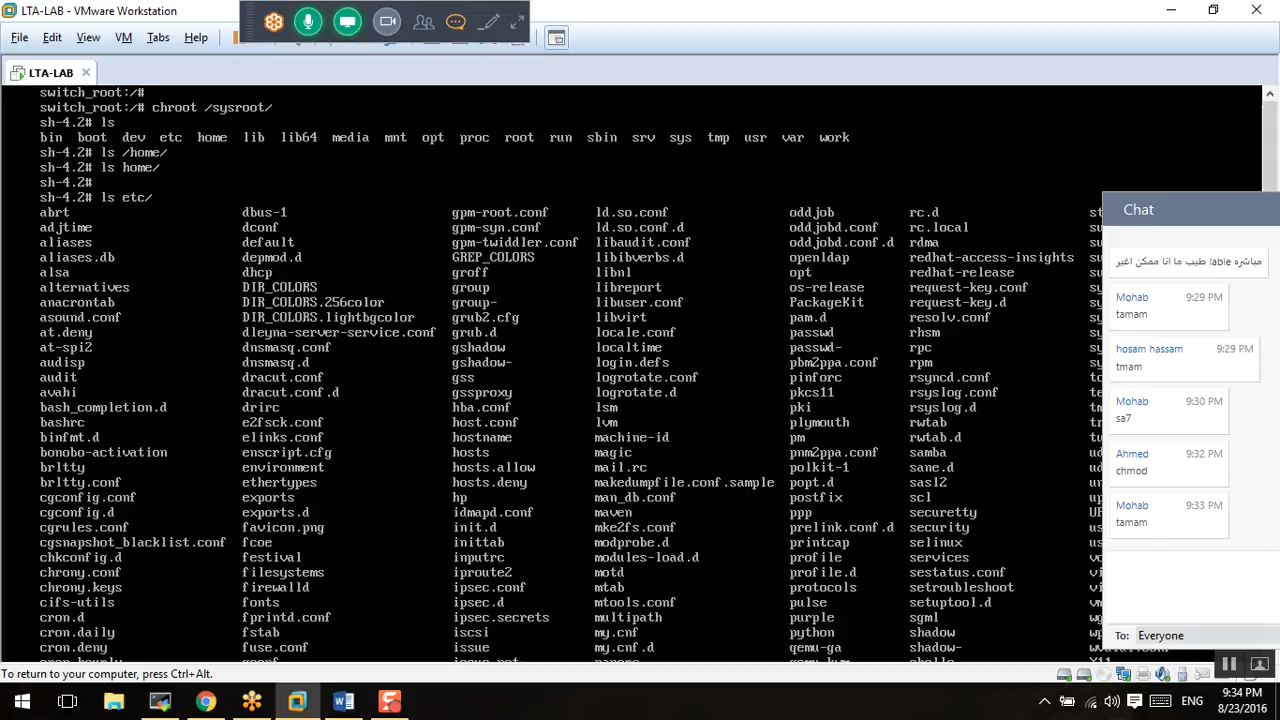 LTA-LAB - VMware Workstation
File Edit View VM Tabs Help
LTA-LAB
switch_root:/#
switch_root:/# chroot /sysroot/
sh-4.2# ls
bin boot dev etc home lib lib64 media mnt opt proc root run sbin srv sys tmp usr var work
sh-4.2# ls /home/
sh-4.2# ls home/
sh-4.2#
sh-4.2# ls etc/
abrt dbus-1 gpm-root.conf ld.so.conf oddjob rc.d st
adjtime dconf gpm-syn.conf ld.so.conf.d oddjobd.conf rc.local su
aliases default gpm-twiddler.conf libaudit.conf oddjobd.conf.d rdma su
aliases.db depmod.d GREP_COLORS libibverbs.d openldap redhat-access-insights su
alsa dhcp groff libnl opt redhat-release su
alternatives DIR_COLORS group libreport os-release request-key.conf sy
anacrontab DIR_COLORS.256color group- libuser.conf PackageKit request-key.d sy
asound.conf DIR_COLORS.lightbgcolor grub2.cfg libvirt pam.d resolv.conf sy
at.deny dleyna-server-service.conf grub.d locale.conf passwd rhsm sy
at-spi2 dnsmasq.conf gshadow localtime passwd- rpc
audisp dnsmasq.d gshadow- login.defs pbm2ppa.conf rpm
audit dracut.conf gss logrotate.conf pinforc rsyncd.conf
avahi dracut.conf.d gssproxy logrotate.d pkcs11 rsyslog.conf
bash_completion.d drirc hba.conf lsm pki rsyslog.d
bashrc e2fsck.conf host.conf lvm plymouth rwtab
binfmt.d elinks.conf hostname machine-id pm rwtab.d
bonobo-activation enscript.cfg hosts magic pnm2ppa.conf samba
brltty environment hosts.allow mail.rc polkit-1 sane.d
brltty.conf ethertypes hosts.deny makedumpfile.conf.sample popt.d sasl2
cgconfig.conf exports hp man_db.conf postfix scl
cgconfig.d exports.d idmapd.conf maven ppp securetty
cgrules.conf favicon.png init.d mke2fs.conf prelink.conf.d security
cgsnapshot_blacklist.conf fcoe inittab modprobe.d printcap selinux
chkconfig.d festival inputrc modules-load.d profile services
chrony.conf filesystems iproute2 motd profile.d sestatus.conf
chrony.keys firewalld ipsec.conf mtab protocols setroubleshoot
cifs-utils fonts ipsec.d mtools.conf pulse setuptool.d
cron.d fprintd.conf ipsec.secrets multipath purple sgml
cron.daily fstab iscsi my.cnf python shadow
cron.deny fuse.conf issue my.cnf.d qemu-ga shadow-
Chat
مباشره lable طيب ما انا ممكن اغير
Mohab 9:29 PM
tamam
hosam hassam 9:29 PM
tmam
Mohab 9:30 PM
sa7
Ahmed 9:32 PM
chmod
Mohab 9:33 PM
tamam
To: Everyone
To return to your computer, press Ctrl+Alt.
ENG
9:34 PM
8/23/2016